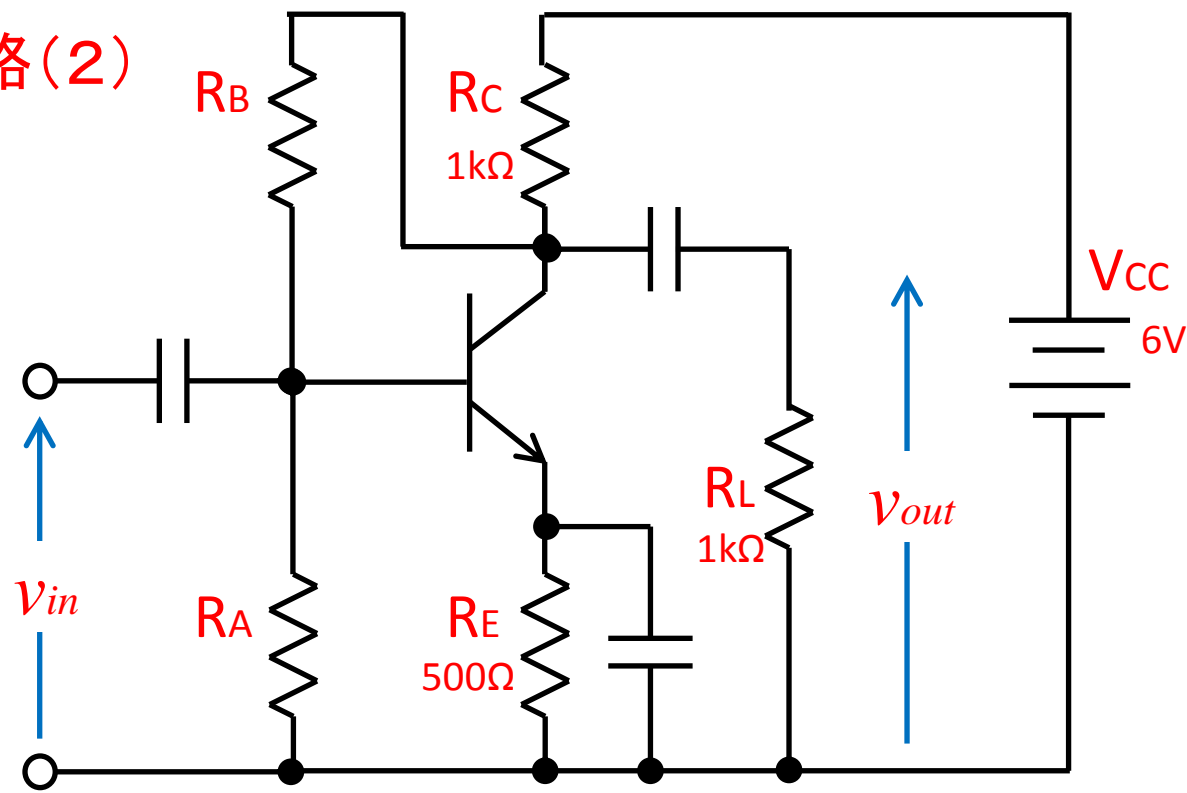 路(2)
RB
RC
1kΩ
VCC
6V
RL
1kΩ
vout
vin
RA
RE
500Ω